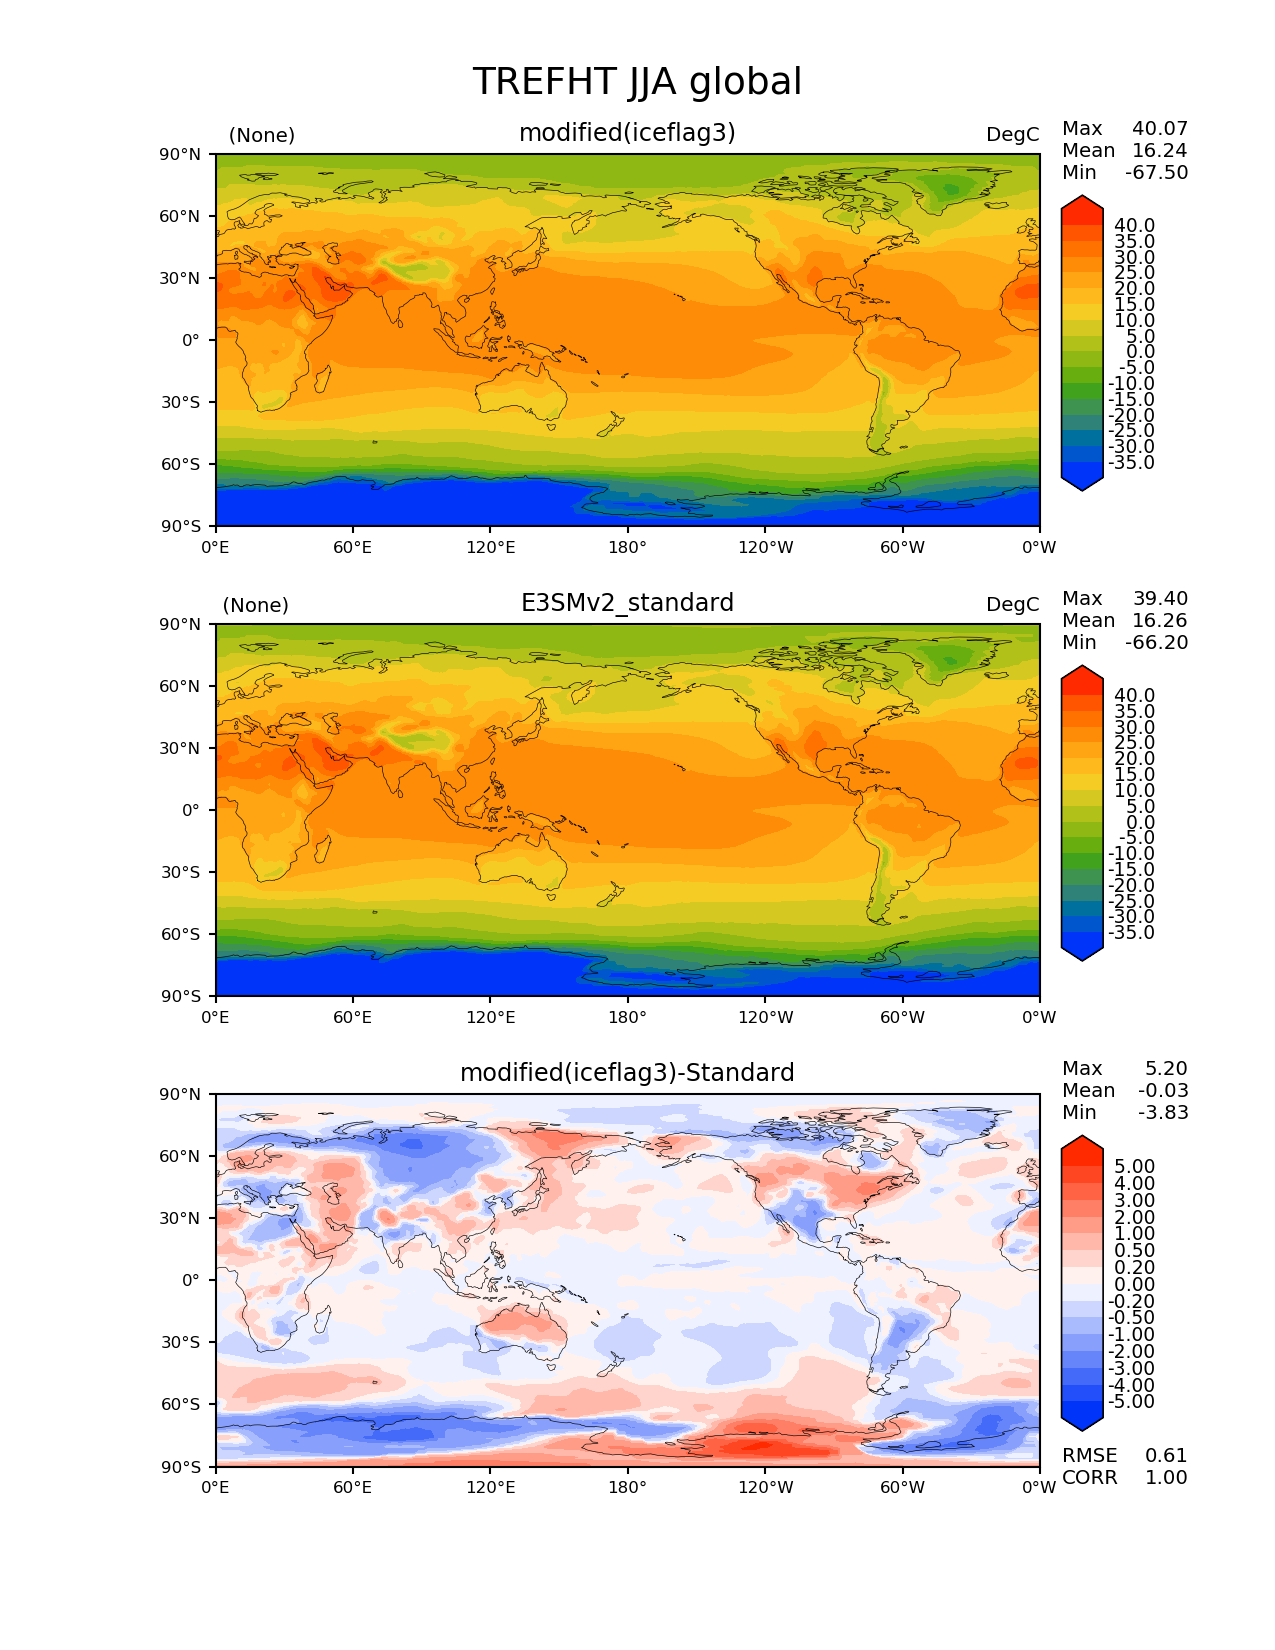 TREFHT JJA global
(None) modified(iceflag3) DegC
Max 40.07
Mean 16.24
Min -67.50
90°N
60°N
30°N
0°
30°S
60°S
90°S
0°E 60°E 120°E 180° 120°W 60°W 0°W
40.0
35.0
30.0
25.0
20.0
15.0
10.0
5.0
0.0
-5.0
-10.0
-15.0
-20.0
-25.0
-30.0
-35.0
(None) E3SMv2_standard DegC
Max 39.40
Mean 16.26
Min -66.20
90°N
60°N
30°N
0°
30°S
60°S
90°S
0°E 60°E 120°E 180° 120°W 60°W 0°W
40.0
35.0
30.0
25.0
20.0
15.0
10.0
5.0
0.0
-5.0
-10.0
-15.0
-20.0
-25.0
-30.0
-35.0
modified(iceflag3)-Standard
Max 5.20
Mean -0.03
Min -3.83
90°N
60°N
30°N
0°
30°S
60°S
90°S
0°E 60°E 120°E 180° 120°W 60°W 0°W
5.00
4.00
3.00
2.00
1.00
0.50
0.20
0.00
-0.20
-0.50
-1.00
-2.00
-3.00
-4.00
-5.00
RMSE 0.61
CORR 1.00